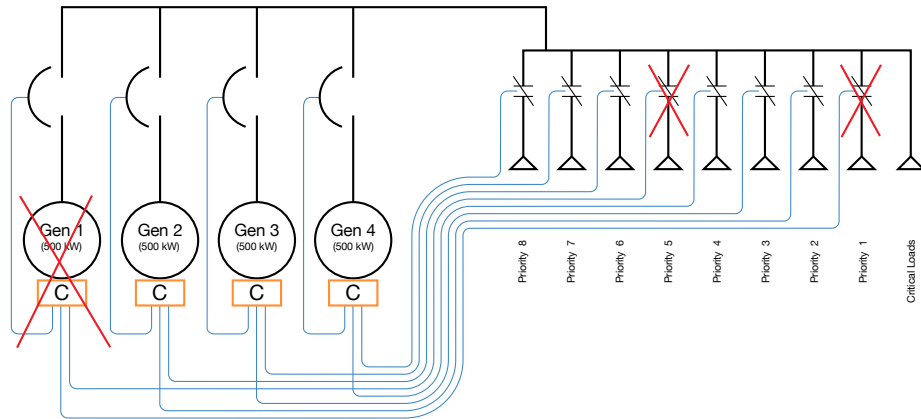 Gen 1
(500 kW)
Gen 2
(500 kW)
Gen 3
(500 kW)
Gen 4
(500 kW)
C
C
C
C
Priority 8
Priority 7
Priority 6
Priority 5
Priority 4
Priority 3
Priority 2
Priority 1
Critical Loads